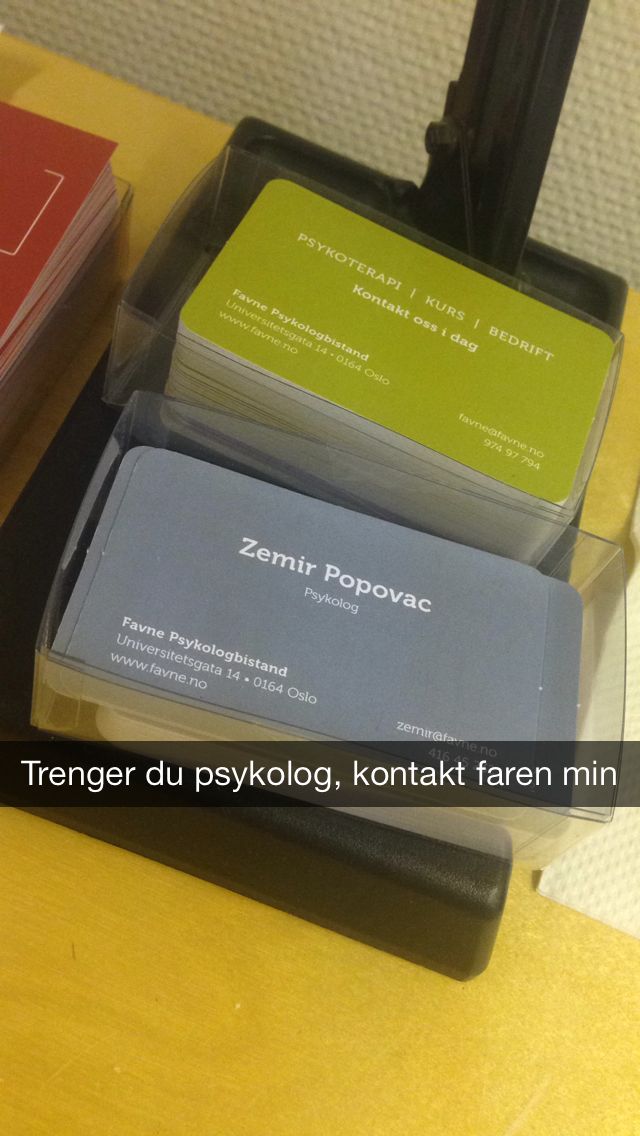 PSYKOTERAPI | KURS | BEDRIFT
Kontakt oss i dag
Favne Psykologbistand
Universitetsgata 14 • 0164 Oslo
www.favne.no
favne@favne.no
974 97 794
Zemir Popovac
Psykolog
Favne Psykologbistand
Universitetsgata 14 • 0164 Oslo
www.favne.no
zemir@favne.no
416
Trenger du psykolog, kontakt faren min